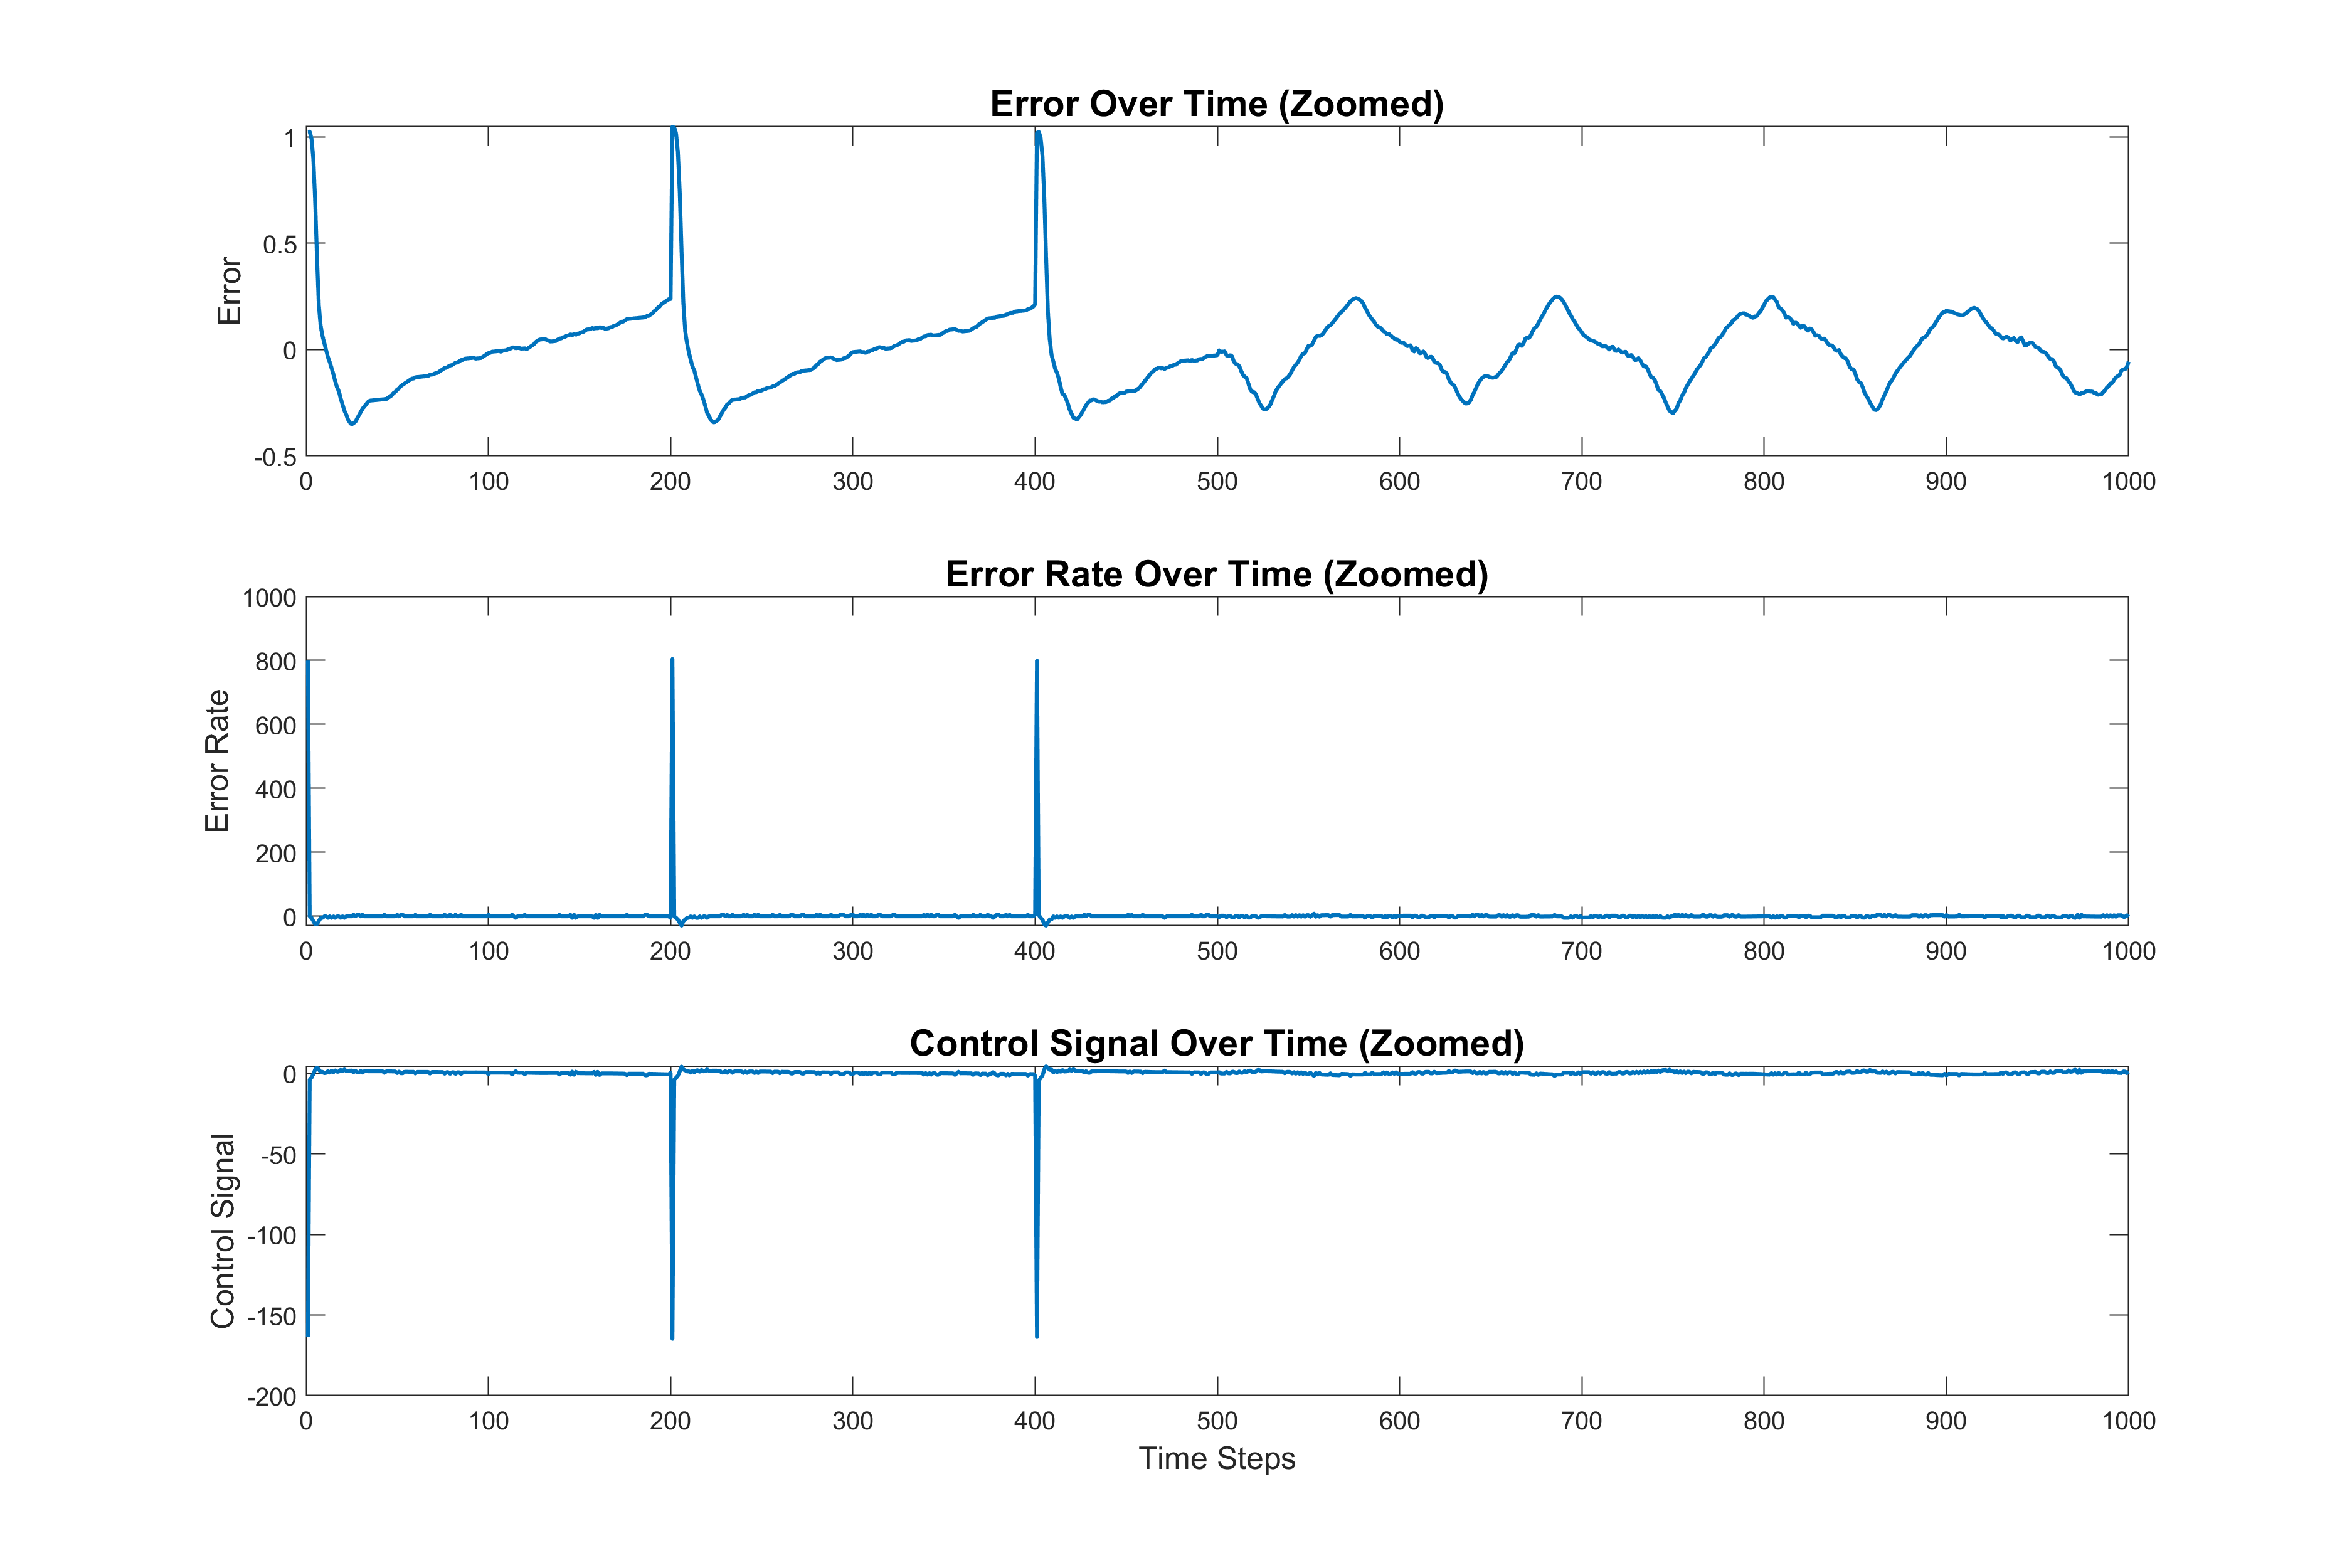 Error Over Time (Zoomed)
1
0.5
0
-0.5
Error
0 100 200 300 400 500 600 700 800 900 1000
Error Rate Over Time (Zoomed)
1000
800
600
400
200
0
Error Rate
0 100 200 300 400 500 600 700 800 900 1000
Control Signal Over Time (Zoomed)
0
-50
-100
-150
-200
Control Signal
0 100 200 300 400 500 600 700 800 900 1000
Time Steps